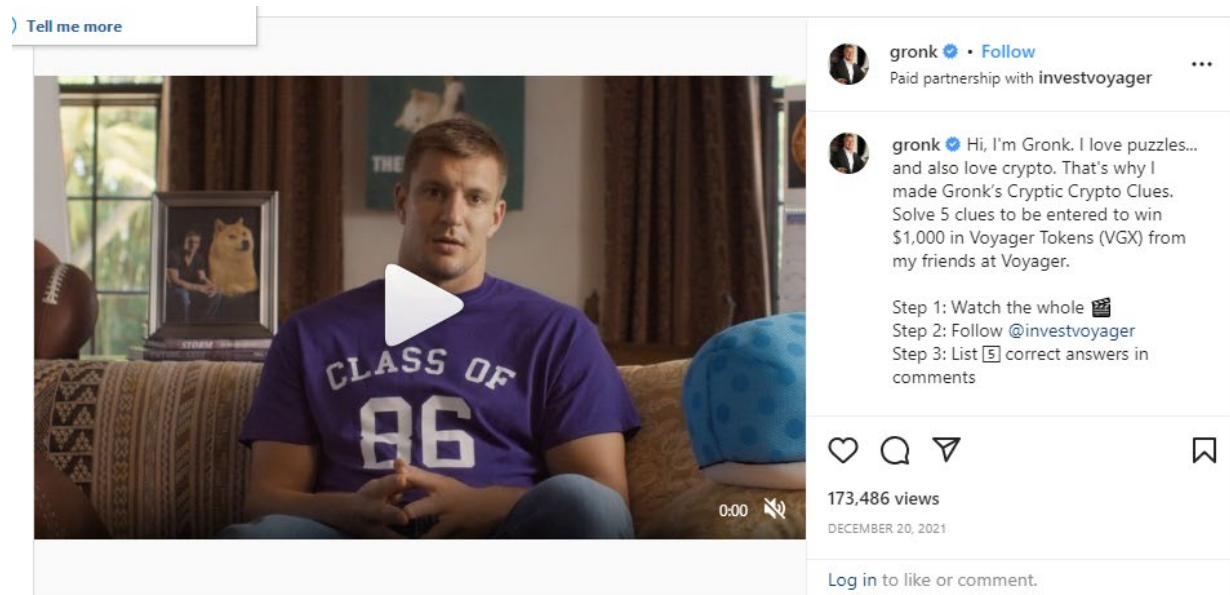 Tell me more
gronk • Follow
Paid partnership with investvoyager
THE
STORM
CLASS OF
86
0:00
gronk Hi, I'm Gronk. I love puzzles...
and also love crypto. That's why I
made Gronk’s Cryptic Crypto Clues.
Solve 5 clues to be entered to win
$1,000 in Voyager Tokens (VGX) from
my friends at Voyager.
Step 1: Watch the whole 🎬
Step 2: Follow @investvoyager
Step 3: List 5️⃣ correct answers in
comments
173,486 views
DECEMBER 20, 2021
Log in to like or comment.